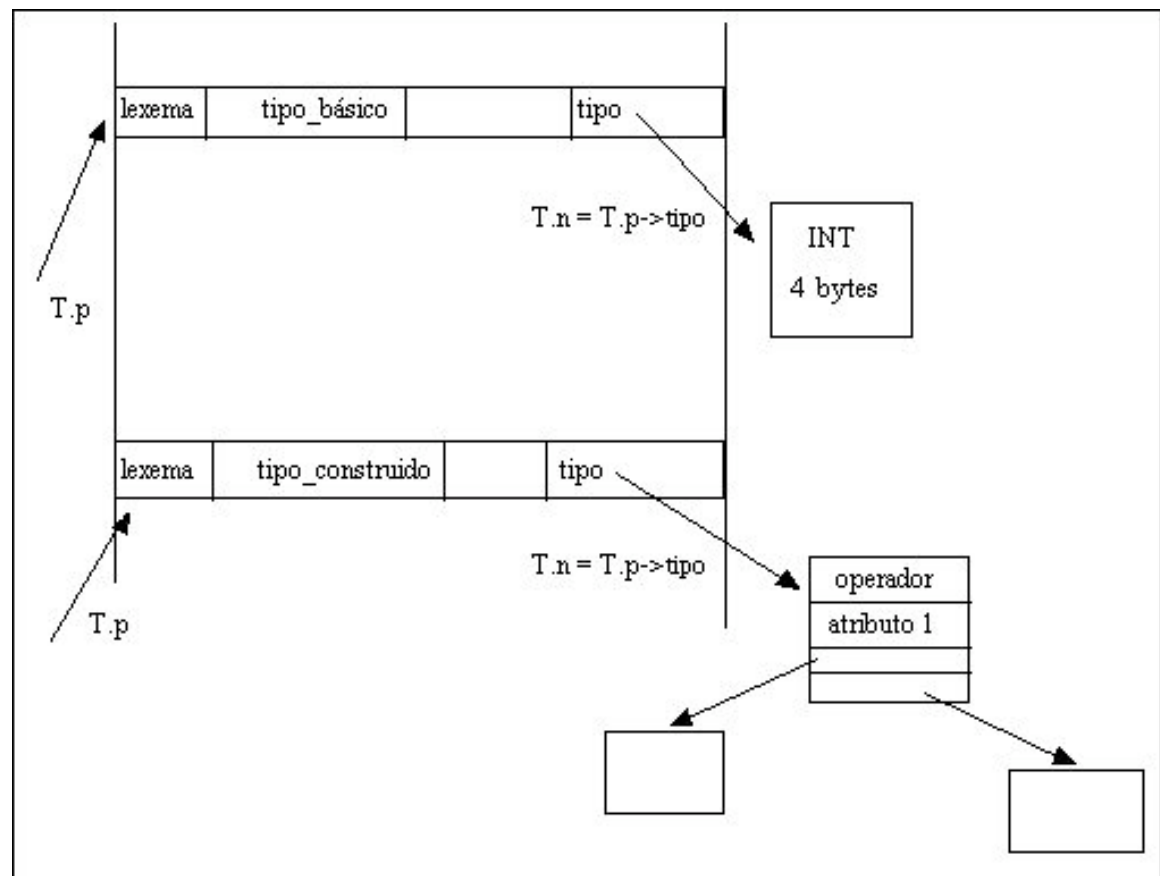 lexema tipo_básico tipo
T.n = T.p->tipo
INT
4 bytes
T.p
lexema tipo_construido tipo
T.n = T.p->tipo
operador
atributo 1
T.p